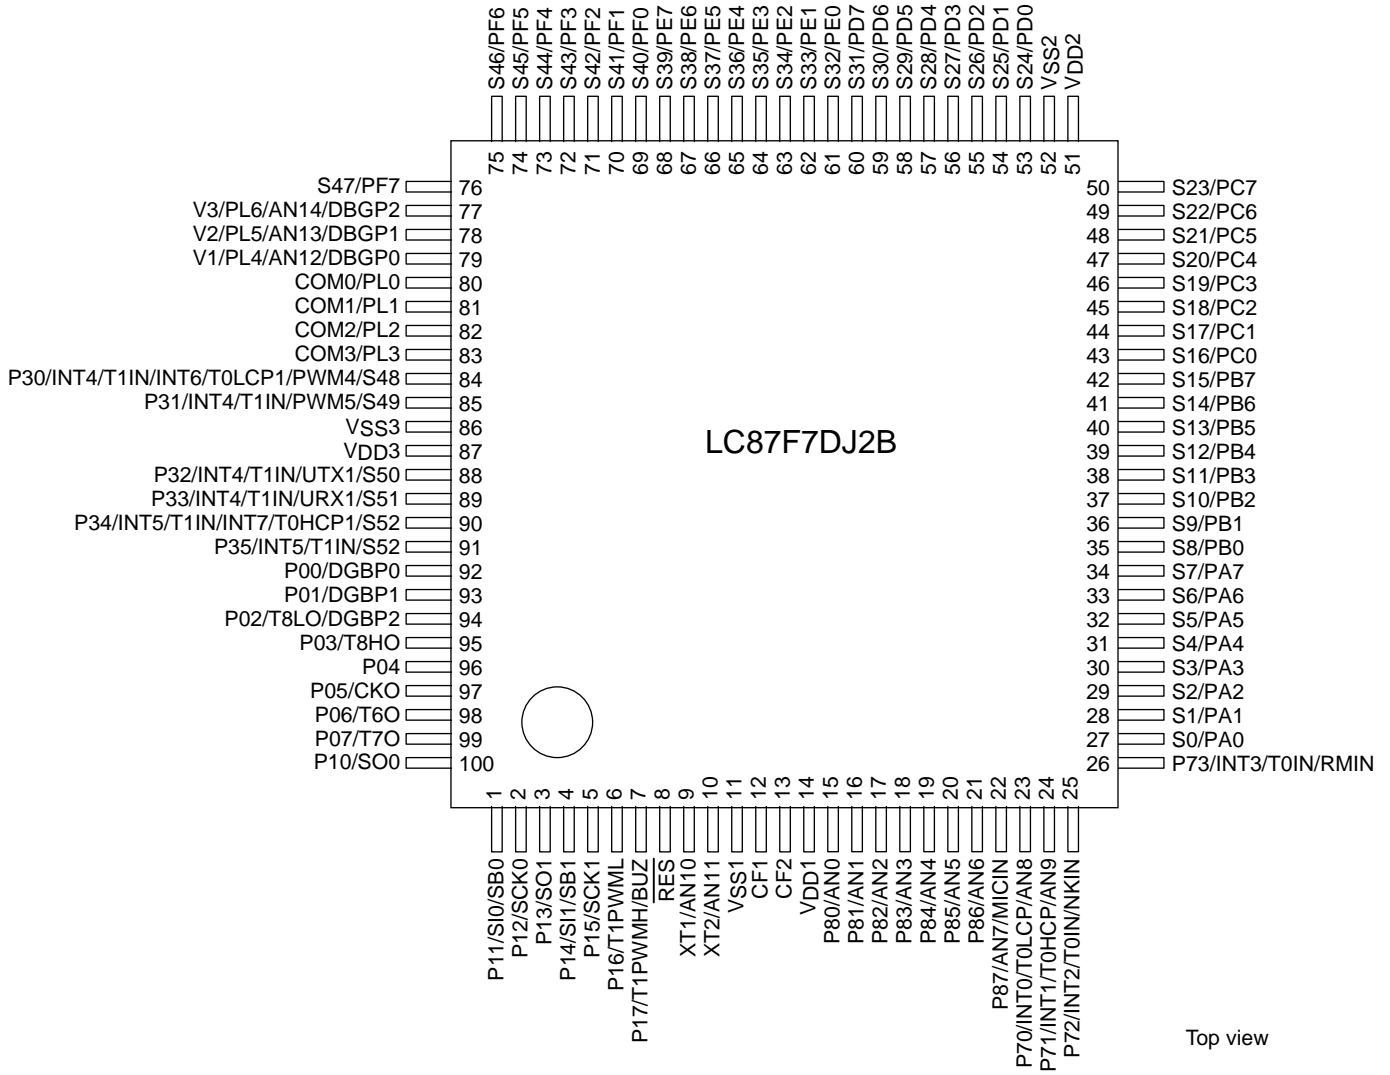 S46/PF6
S45/PF5
S44/PF4
S43/PF3
S42/PF2
S41/PF1
S40/PF0
S39/PE7
S38/PE6
S37/PE5
S36/PE4
S35/PE3
S34/PE2
S33/PE1
S32/PE0
S31/PD7
S30/PD6
S29/PD5
S28/PD4
S27/PD3
S26/PD2
S25/PD1
S24/PD0
VSS2
VDD2
75
74
73
72
71
70
69
68
67
66
65
64
63
62
61
60
59
58
57
56
55
54
53
52
51
S47/PF7 76
V3/PL6/AN14/DBGP2 77
V2/PL5/AN13/DBGP1 78
V1/PL4/AN12/DBGP0 79
COM0/PL0 80
COM1/PL1 81
COM2/PL2 82
COM3/PL3 83
P30/INT4/T1IN/INT6/T0LCP1/PWM4/S48 84
P31/INT4/T1IN/PWM5/S49 85
VSS3 86
VDD3 87
P32/INT4/T1IN/UTX1/S50 88
P33/INT4/T1IN/URX1/S51 89
P34/INT5/T1IN/INT7/T0HCP1/S52 90
P35/INT5/T1IN/S52 91
P00/DGBP0 92
P01/DGBP1 93
P02/T8LO/DGBP2 94
P03/T8HO 95
P04 96
P05/CKO 97
P06/T6O 98
P07/T7O 99
P10/SO0 100
LC87F7DJ2B
50 S23/PC7
49 S22/PC6
48 S21/PC5
47 S20/PC4
46 S19/PC3
45 S18/PC2
44 S17/PC1
43 S16/PC0
42 S15/PB7
41 S14/PB6
40 S13/PB5
39 S12/PB4
38 S11/PB3
37 S10/PB2
36 S9/PB1
35 S8/PB0
34 S7/PA7
33 S6/PA6
32 S5/PA5
31 S4/PA4
30 S3/PA3
29 S2/PA2
28 S1/PA1
27 S0/PA0
26 P73/INT3/T0IN/RMIN
1
2
3
4
5
6
7
8
9
10
11
12
13
14
15
16
17
18
19
20
21
22
23
24
25
P11/SI0/SB0
P12/SCK0
P13/SO1
P14/SI1/SB1
P15/SCK1
P16/T1PWML
P17/T1PWMH/BUZ
RES
XT1/AN10
XT2/AN11
VSS1
CF1
CF2
VDD1
P80/AN0
P81/AN1
P82/AN2
P83/AN3
P84/AN4
P85/AN5
P86/AN6
P87/AN7/MICIN
P70/INT0/T0LCP/AN8
P71/INT1/T0HCP/AN9
P72/INT2/T0IN/NKIN
Top view